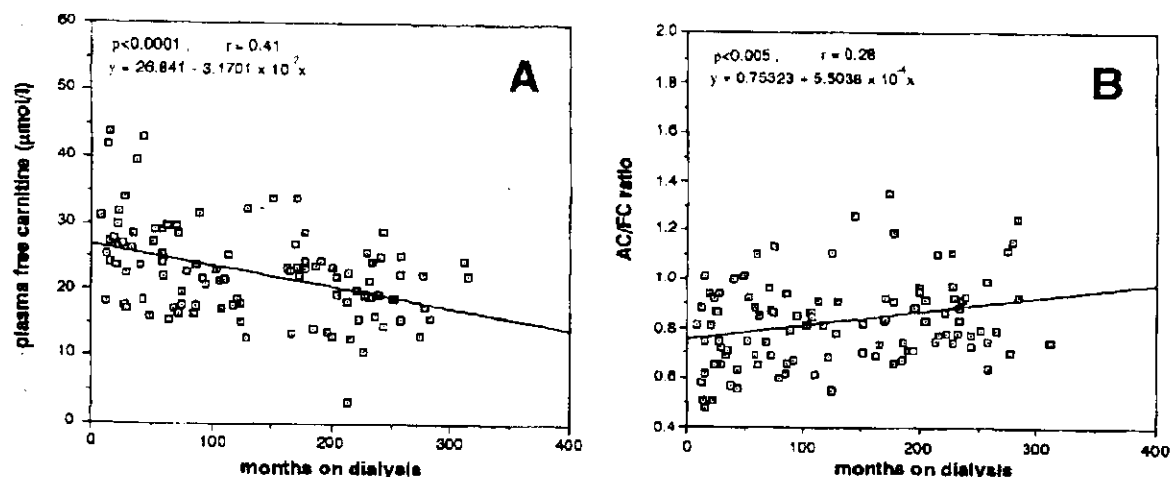 p<0.0001 , r = 0.41
y = 26.841 - 3.1701 x 10⁻²x
A
plasma free carnitine (μmol/l)
60
50
40
30
20
10
0
0 100 200 300 400
months on dialysis
p<0.005 , r = 0.28
y = 0.75323 + 5.5038 x 10⁻⁴x
B
AC/FC ratio
2.0
1.8
1.6
1.4
1.2
1.0
0.8
0.6
0.4
0 100 200 300 400
months on dialysis